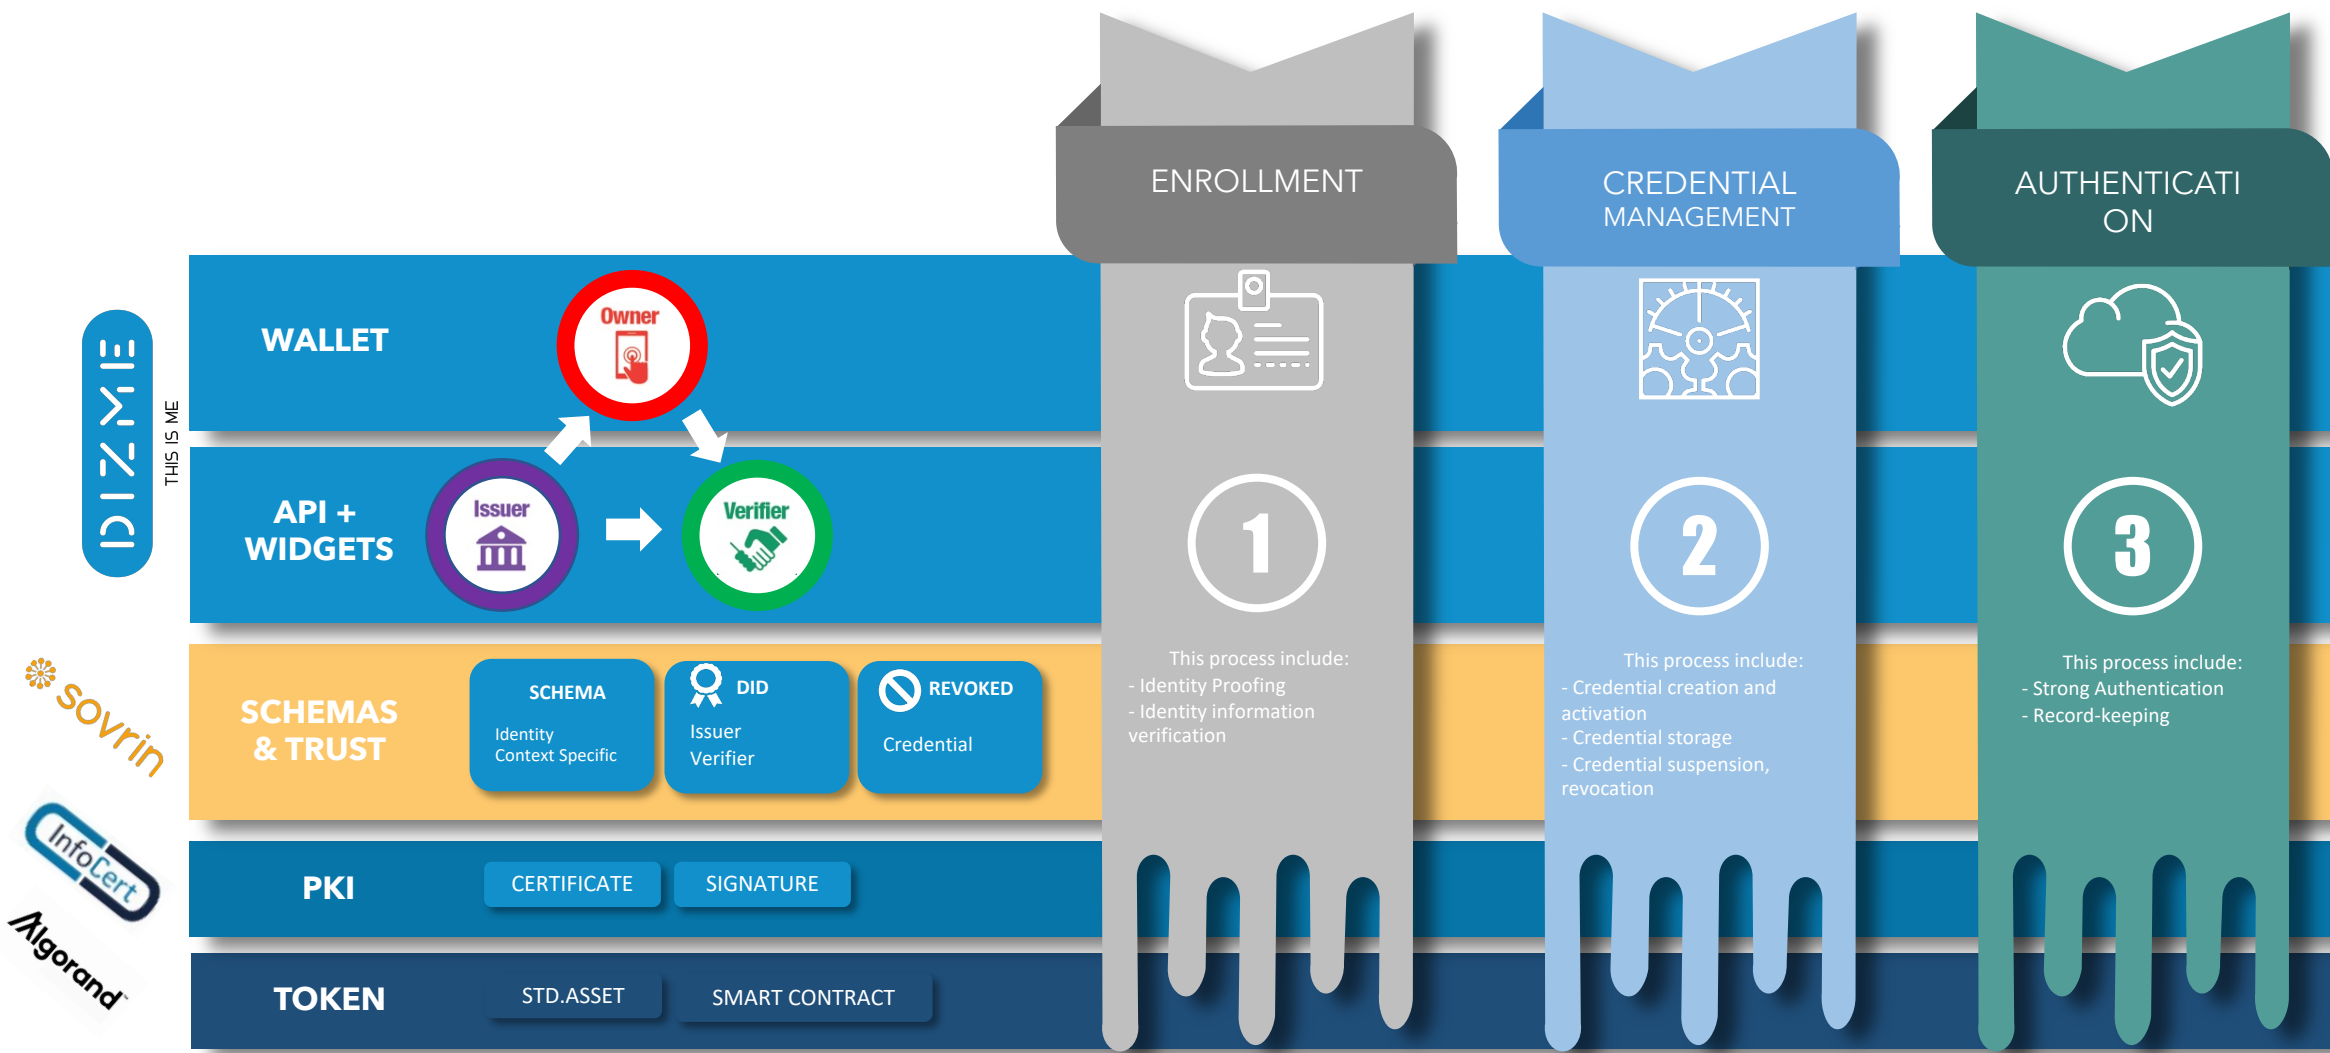 ENROLLMENT
CREDENTIAL
MANAGEMENT
AUTHENTICATI
ON
DIZME
THIS IS ME
WALLET
Owner
API +
WIDGETS
Issuer
Verifier
1
2
3
sovrin
SCHEMAS
& TRUST
SCHEMA
Identity
Context Specific
DID
Issuer
Verifier
REVOKED
Credential
This process include:
- Identity Proofing
- Identity information
verification
This process include:
- Credential creation and
activation
- Credential storage
- Credential suspension,
revocation
This process include:
- Strong Authentication
- Record-keeping
InfoCert
PKI
CERTIFICATE
SIGNATURE
Algorand
TOKEN
STD.ASSET
SMART CONTRACT